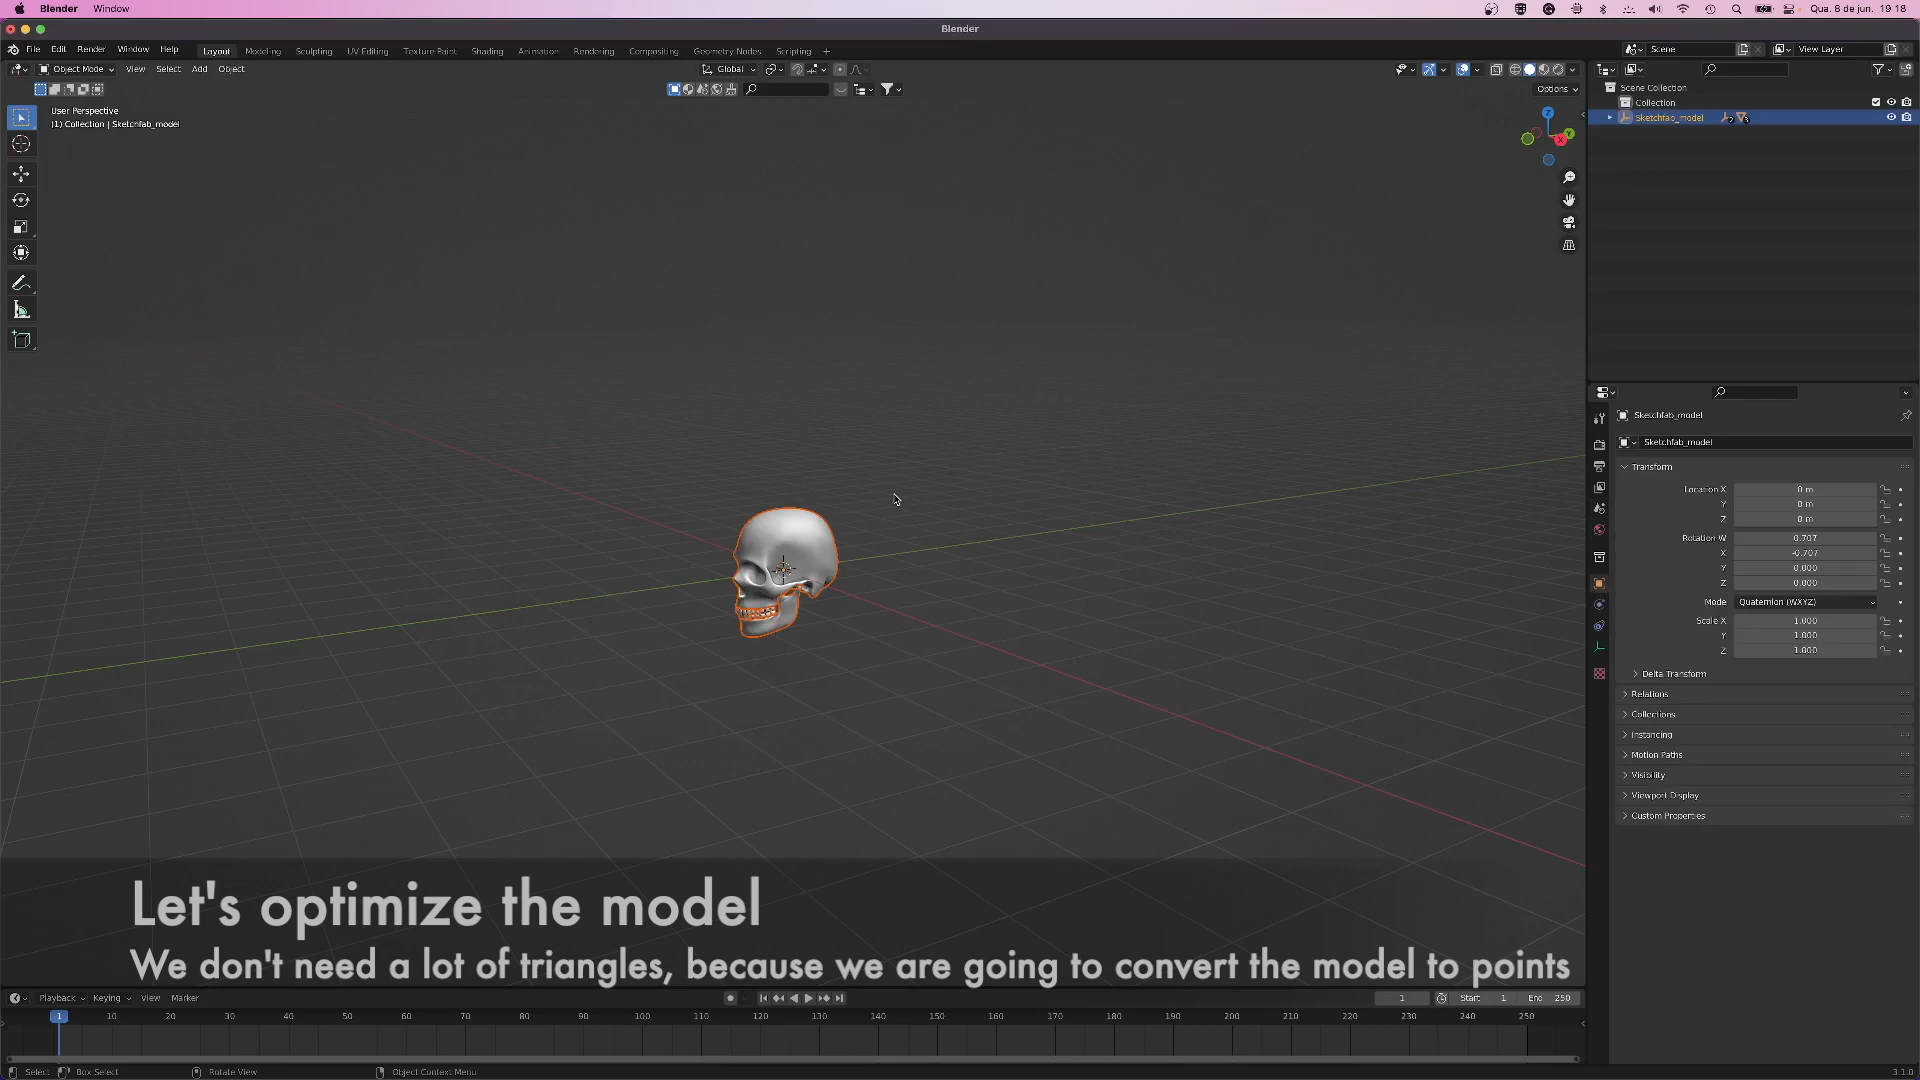 Blender Window
Qua. 8 de jun. 19 18
Blender
File Edit Render Window Help
Layout Modeling Sculpting UV Editing Texture Paint Shading Animation Rendering Compositing Geometry Nodes Scripting +
Scene
View Layer
Object Mode View Select Add Object
Global
Options
User Perspective
)1) Collection | Sketchfab_model
Z
Y
X
Scene Collection
Collection
Sketchfab_model 2 3
Sketchfab_model
Sketchfab_model
Transform
Location X 0 m
Y 0 m
Z 0 m
Rotation W 0.707
X -0.707
Y 0.000
Z 0.000
Mode Quaternion (WXYZ)
Scale X 1.000
Y 1.000
Z 1.000
Delta Transform
Relations
Collections
Instancing
Motion Paths
Visibility
Viewport Display
Custom Properties
Let's optimize the model
We don't need a lot of triangles, because we are going to convert the model to points
Playback Keying View Marker
1 Start 1 End 250
1 10 20 30 40 50 60 70 80 90 100 110 120 130 140 150 160 170 180 190 200 210 220 230 240 250
Select Box Select Rotate View Object Context Menu
3.1.0